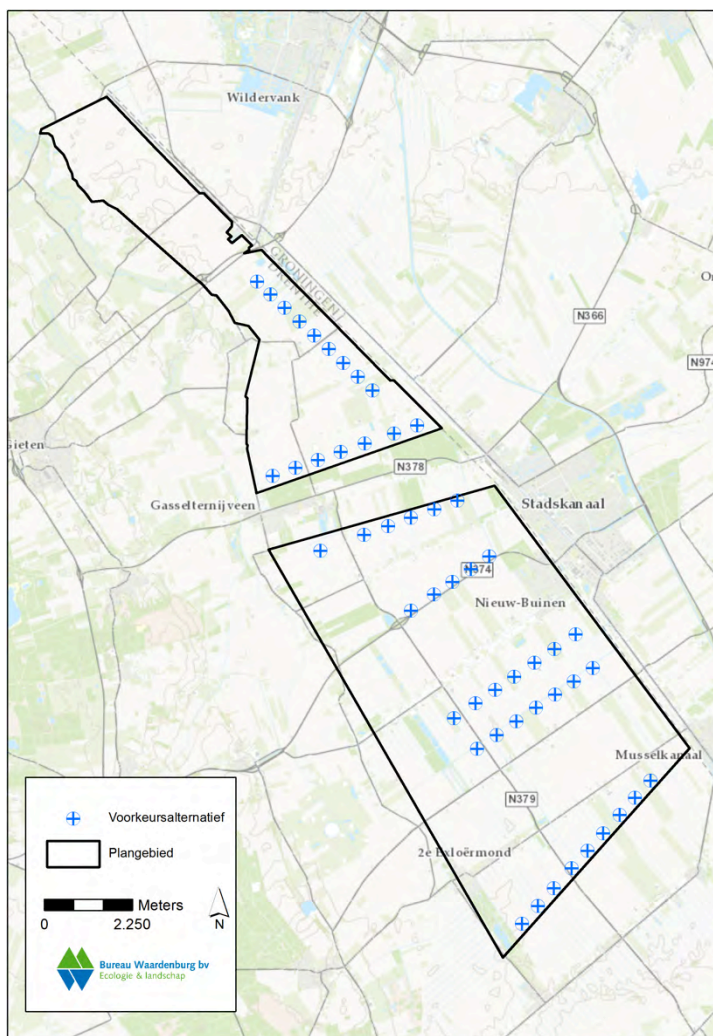 Wildervank
GRONINGEN
DRENTHE
N366
N974
Gieten
N378
Gasselternijveen
Stadskanaal
N374
Nieuw-Buinen
Musselkanaal
N379
2e Exloërmond
Voorkeursalternatief
Plangebied
Meters
0 2.250
N
Bureau Waardenburg bv
Ecologie & landschap